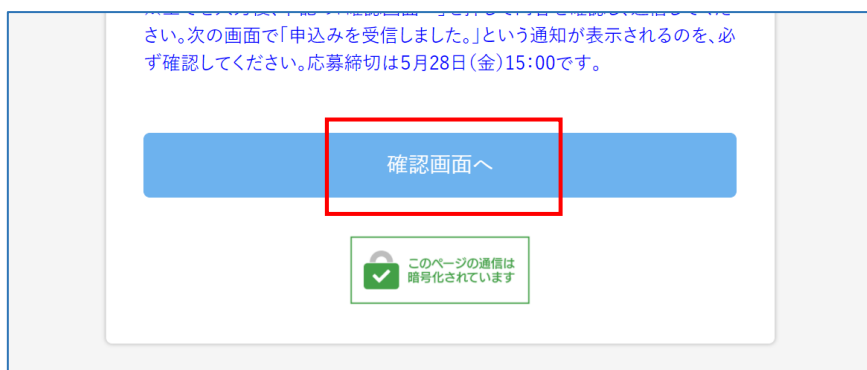 さい。次の画面で「申込みを受信しました。」という通知が表示されるのを、必
ず確認してください。応募締切は5月28日(金)15:00です。
確認画面へ
このページの通信は
暗号化されています